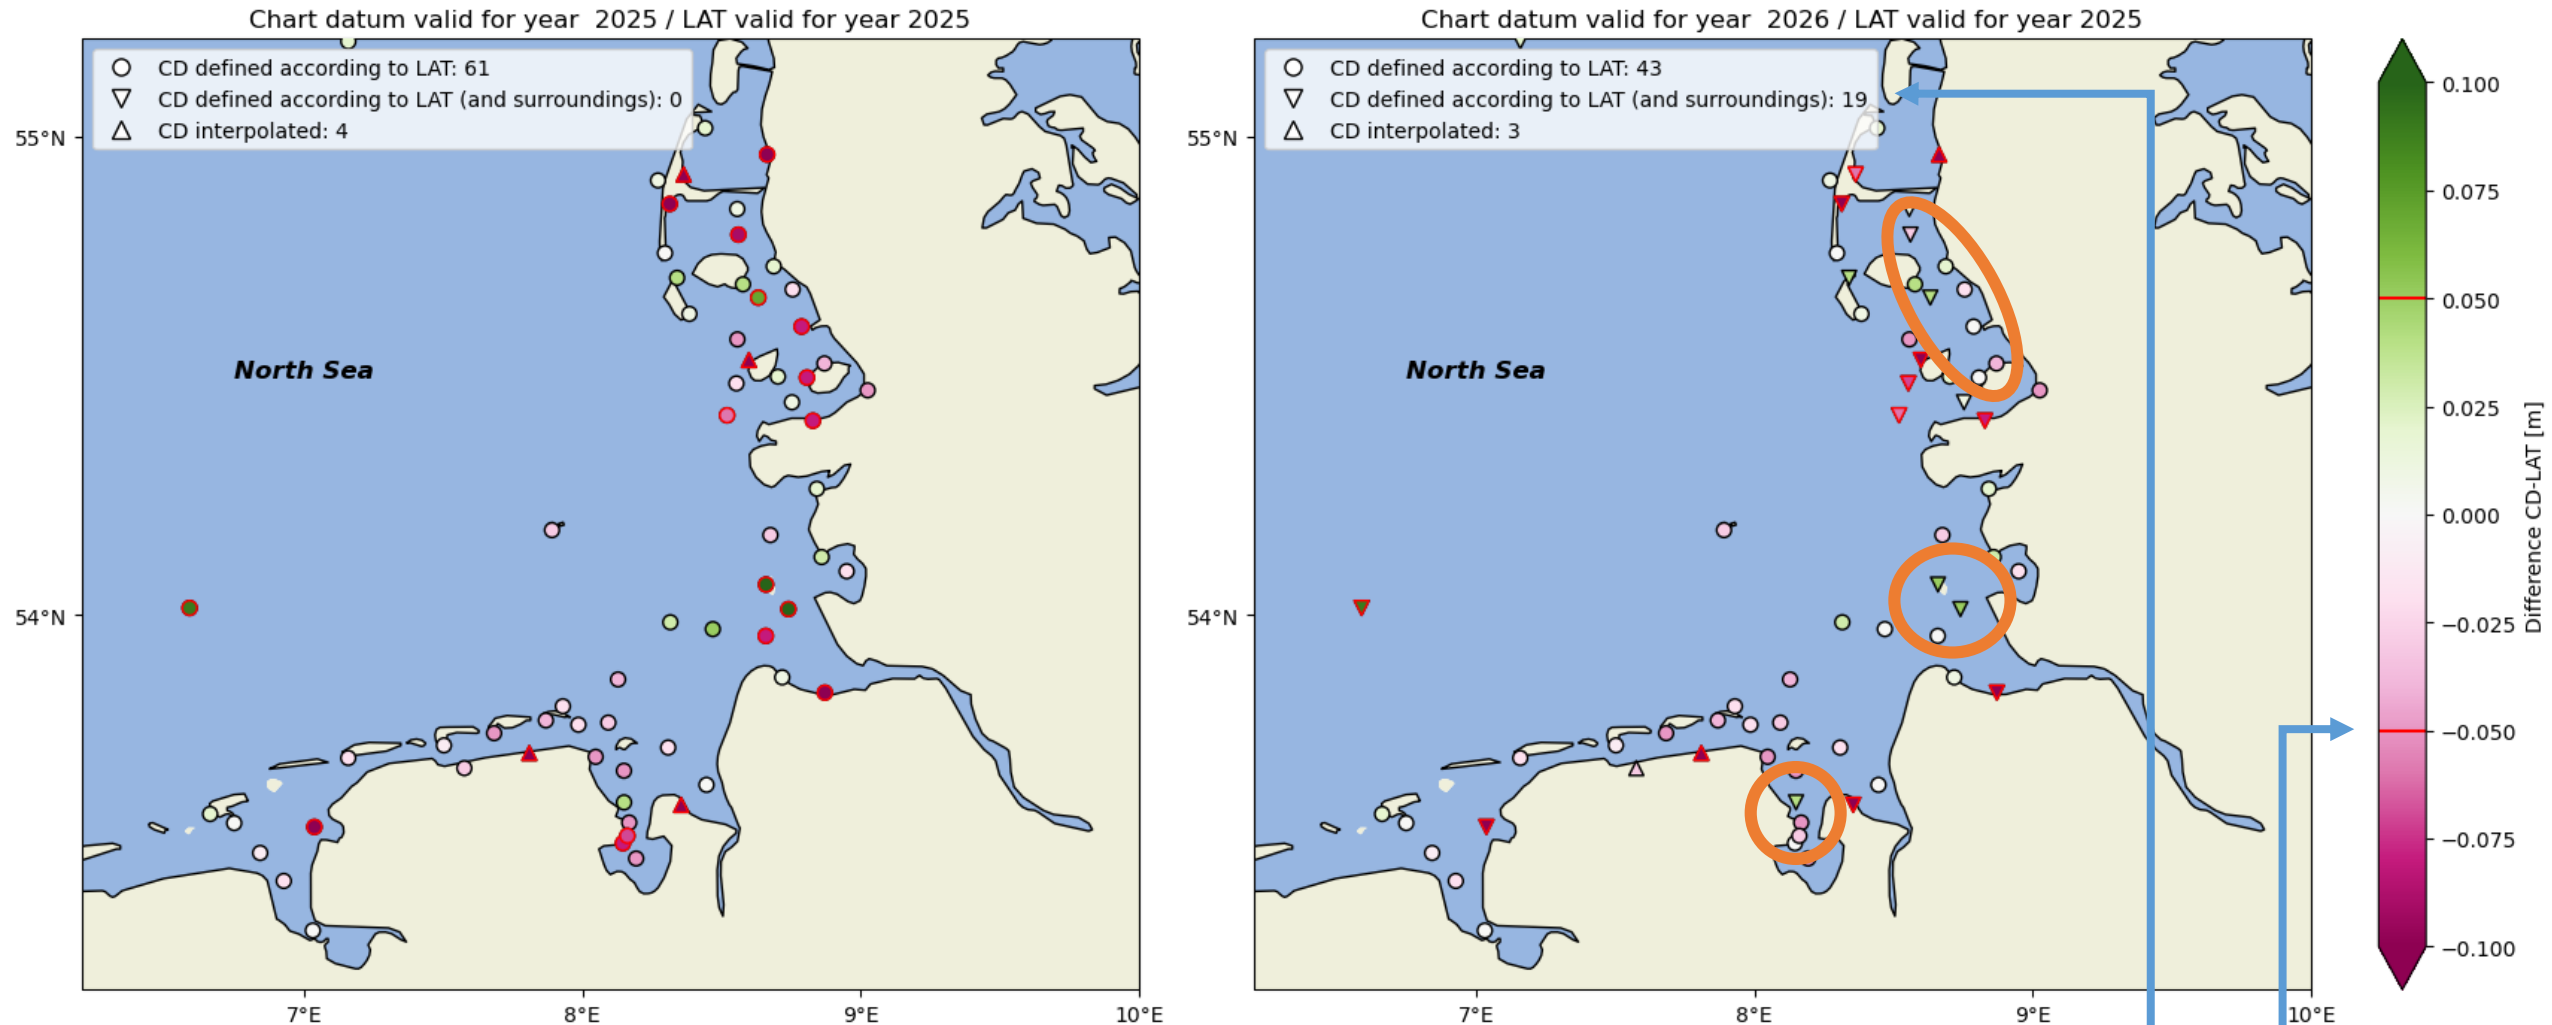 Chart datum valid for year  2025 / LAT valid for year 2025
CD defined according to LAT: 61
CD defined according to LAT (and surroundings): 0
CD interpolated: 4
55°N
North Sea
54°N
7°E
8°E
9°E
10°E
Chart datum valid for year  2026 / LAT valid for year 2025
CD defined according to LAT: 43
CD defined according to LAT (and surroundings): 19
CD interpolated: 3
55°N
North Sea
54°N
7°E
8°E
9°E
10°E
0.100
0.075
0.050
0.025
0.000
−0.025
−0.050
−0.075
−0.100
Difference CD-LAT [m]